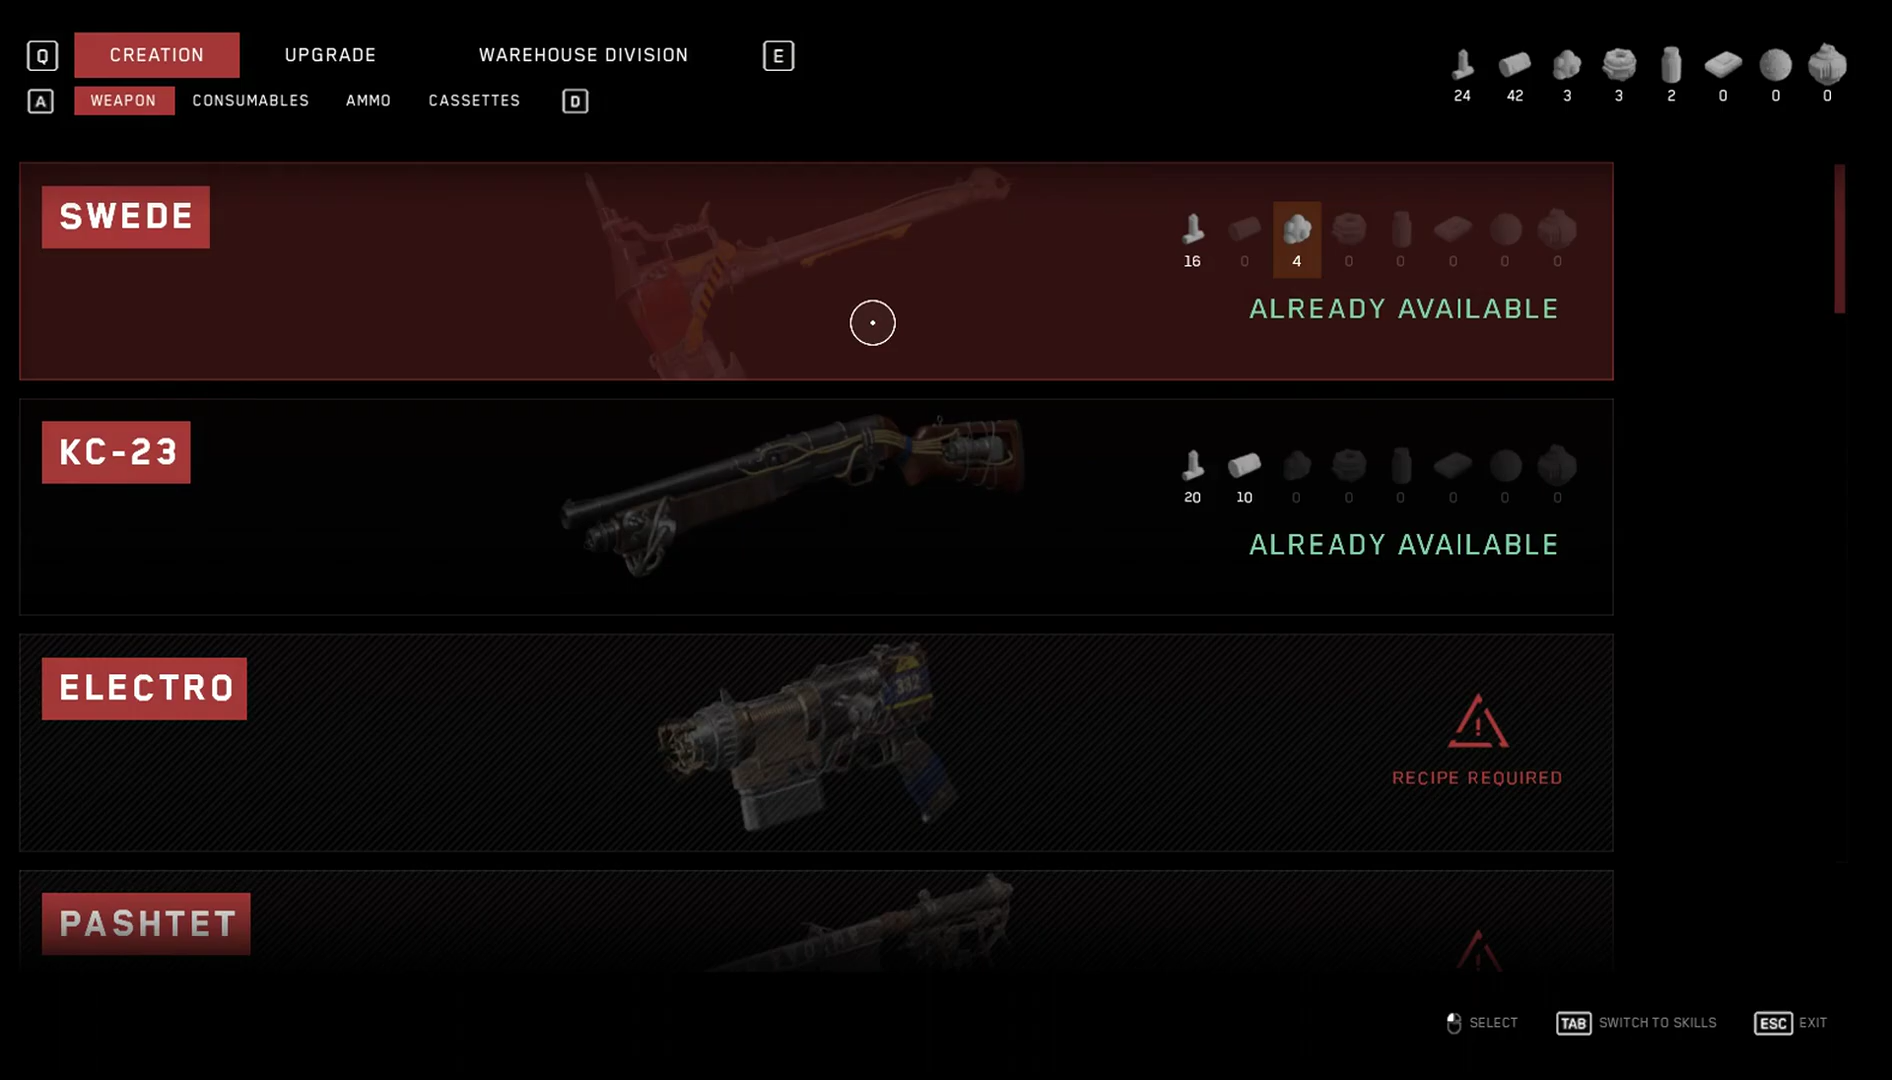 Q CREATION UPGRADE WAREHOUSE DIVISION E
A WEAPON CONSUMABLES AMMO CASSETTES D
24 42 3 3 2 0 0 0
SWEDE
16 0 4 0 0 0 0 0
ALREADY AVAILABLE
KC-23
20 10 0 0 0 0 0 0
ALREADY AVAILABLE
ELECTRO
332
RECIPE REQUIRED
PASHTET
SELECT TAB SWITCH TO SKILLS ESC EXIT